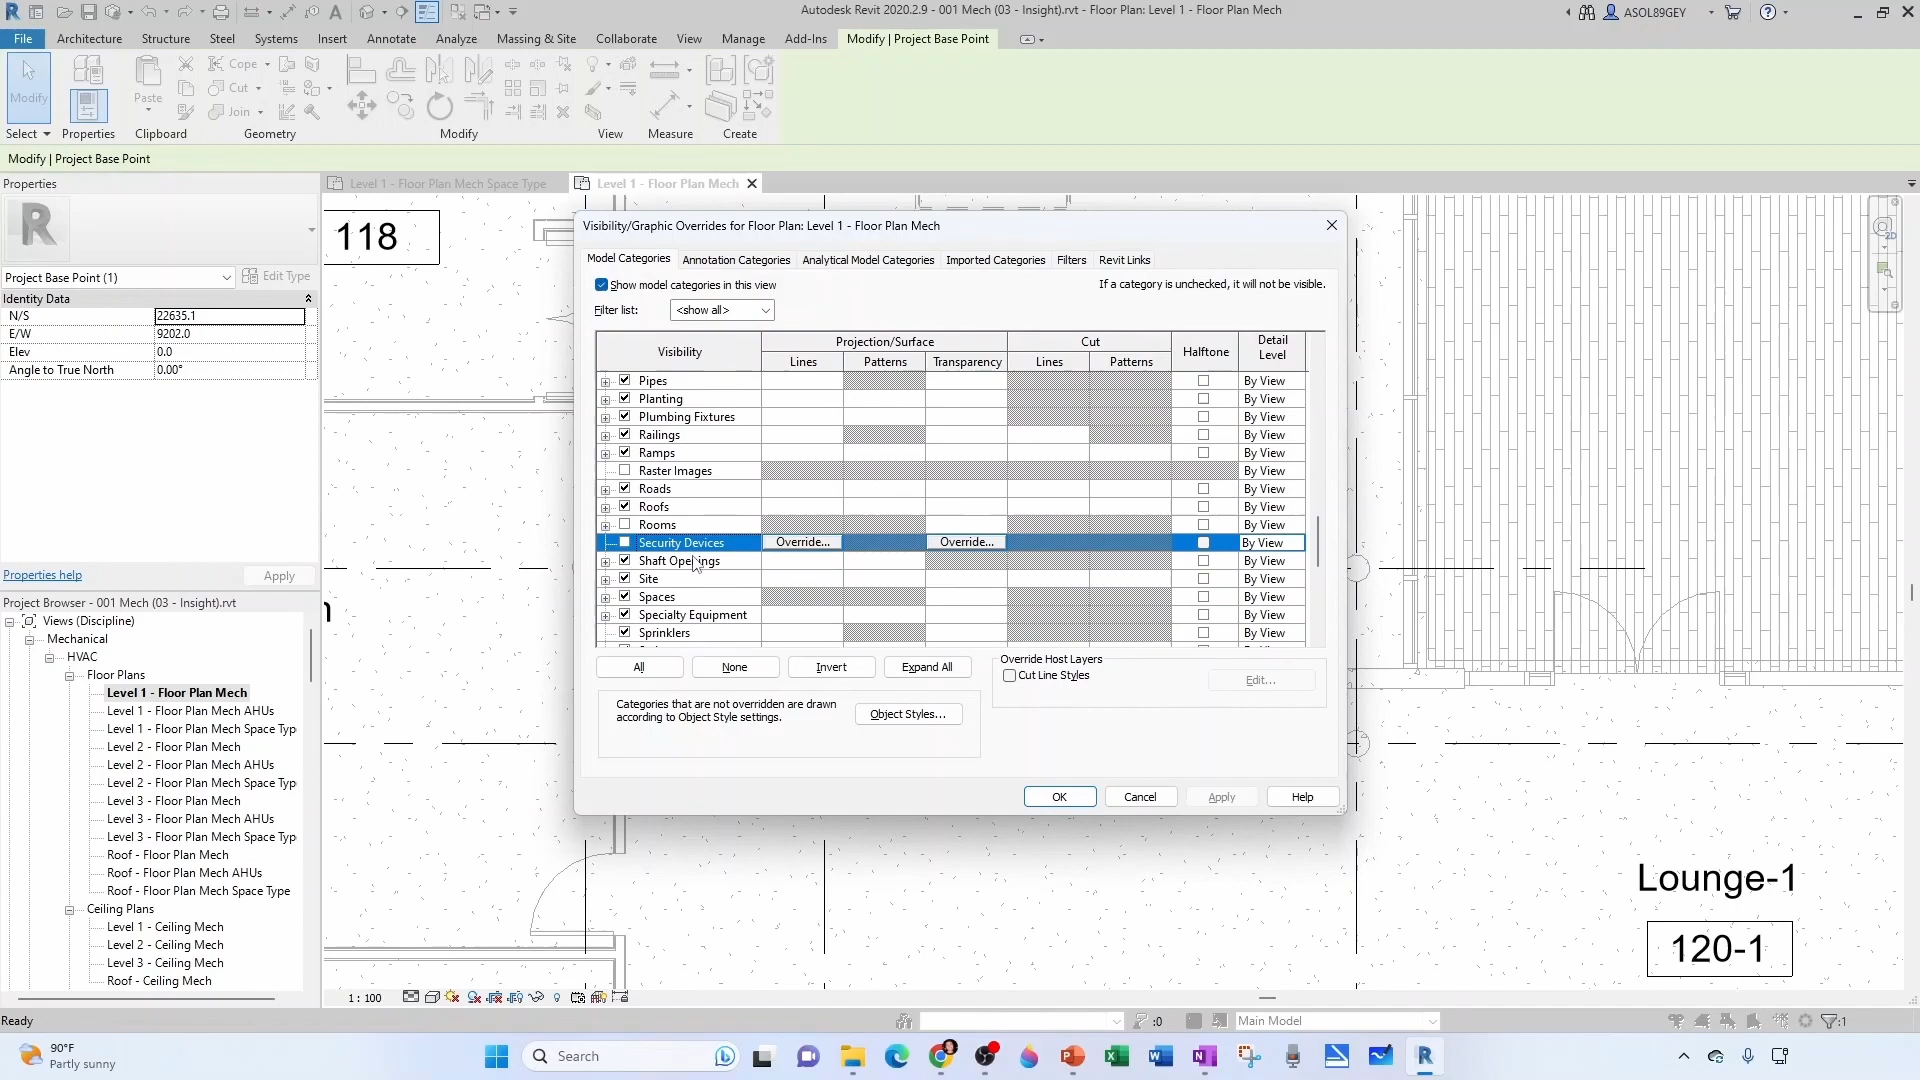 Autodesk Revit 2020.2.9 - 001 Mech (03 - Insight).rvt - Floor Plan: Level 1 - Floor Plan Mech
ASOL89GEY
File Architecture Structure Steel Systems Insert Annotate Analyze Massing & Site Collaborate View Manage Add-Ins Modify | Project Base Point
Modify
Paste
Cope
Cut
Join
Select Properties Clipboard Geometry Modify View Measure Create
Modify | Project Base Point
Properties
Level 1 - Floor Plan Mech Space Type
Level 1 - Floor Plan Mech
Project Base Point (1)
Edit Type
Identity Data
N/S 22635.1
E/W 9202.0
Elev 0.0
Angle to True North 0.00°
Properties help
Apply
Project Browser - 001 Mech (03 - Insight).rvt
Views (Discipline)
Mechanical
HVAC
Floor Plans
Level 1 - Floor Plan Mech
Level 1 - Floor Plan Mech AHUs
Level 1 - Floor Plan Mech Space Typ
Level 2 - Floor Plan Mech
Level 2 - Floor Plan Mech AHUs
Level 2 - Floor Plan Mech Space Typ
Level 3 - Floor Plan Mech
Level 3 - Floor Plan Mech AHUs
Level 3 - Floor Plan Mech Space Typ
Roof - Floor Plan Mech
Roof - Floor Plan Mech AHUs
Roof - Floor Plan Mech Space Type
Ceiling Plans
Level 1 - Ceiling Mech
Level 2 - Ceiling Mech
Level 3 - Ceiling Mech
Roof - Ceiling Mech
118
Visibility/Graphic Overrides for Floor Plan: Level 1 - Floor Plan Mech
Model Categories Annotation Categories Analytical Model Categories Imported Categories Filters Revit Links
Show model categories in this view
If a category is unchecked, it will not be visible.
Filter list: <show all>
Visibility Projection/Surface Cut Halftone Detail Level
Lines Patterns Transparency Lines Patterns
Pipes By View
Planting By View
Plumbing Fixtures By View
Railings By View
Ramps By View
Raster Images By View
Roads By View
Roofs By View
Rooms By View
Security Devices Override... Override... By View
Shaft Openings By View
Site By View
Spaces By View
Specialty Equipment By View
Sprinklers By View
All None Invert Expand All
Override Host Layers
Cut Line Styles
Edit...
Categories that are not overridden are drawn
according to Object Style settings.
Object Styles...
OK Cancel Apply Help
Lounge-1
120-1
1 : 100
Ready
:0
Main Model
:1
90°F
Partly sunny
Search